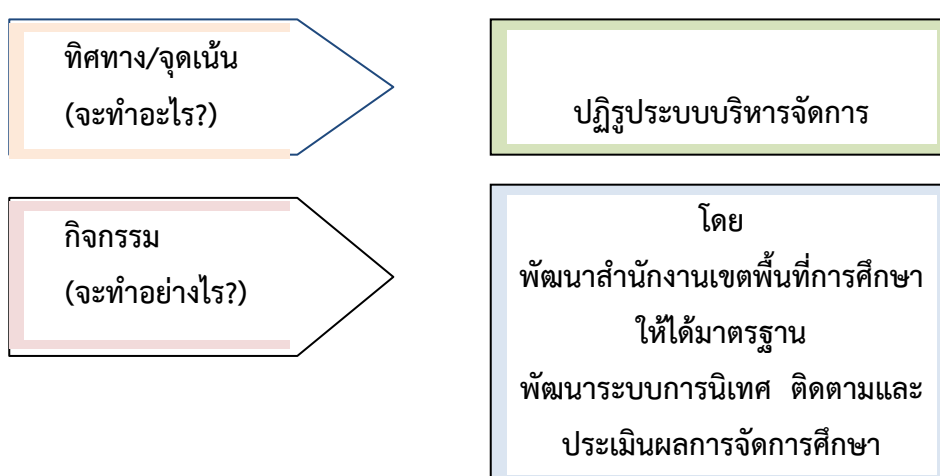 ทิศทาง/จุดเน้น
(จะทำอะไร?)
ปฏิรูประบบบริหารจัดการ
กิจกรรม
(จะทำอย่างไร?)
โดย
พัฒนาสำนักงานเขตพื้นที่การศึกษา
ให้ได้มาตรฐาน
พัฒนาระบบการนิเทศ ติดตามและ
ประเมินผลการจัดการศึกษา